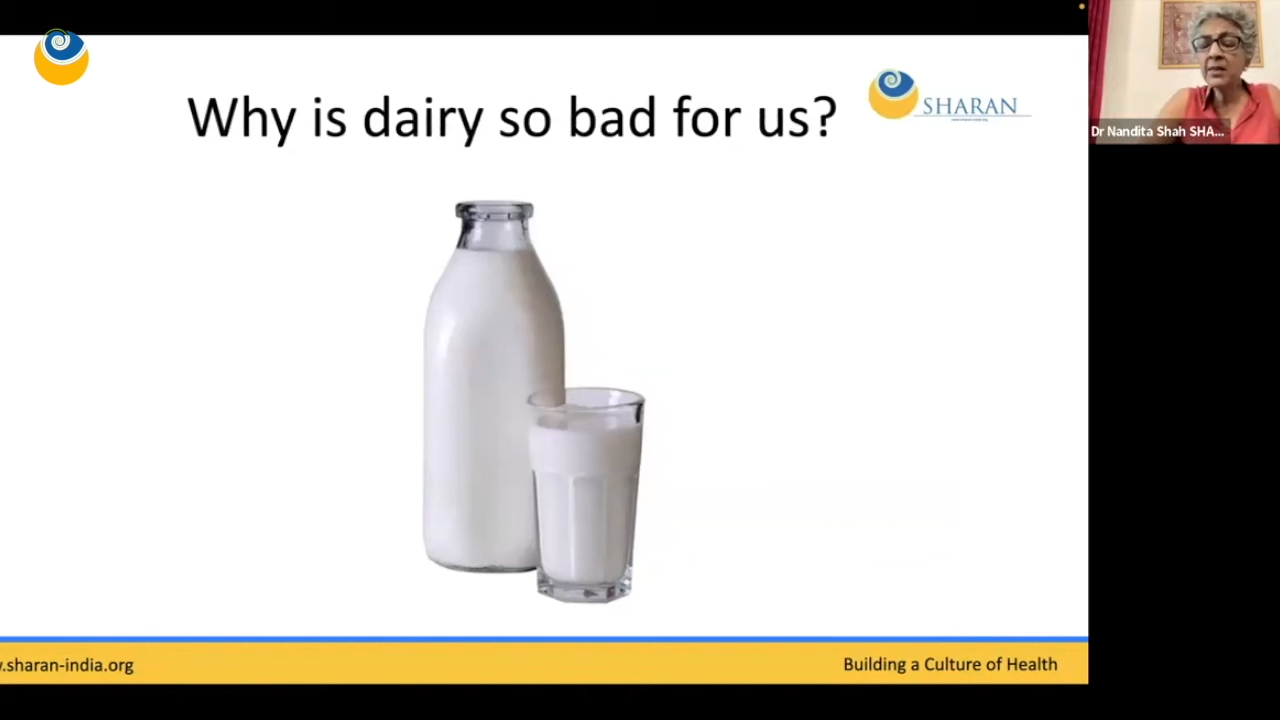 Why is dairy so bad for us?
SHARAN
Dr Nandita Shah SHA...
.sharan-india.org
Building a Culture of Health